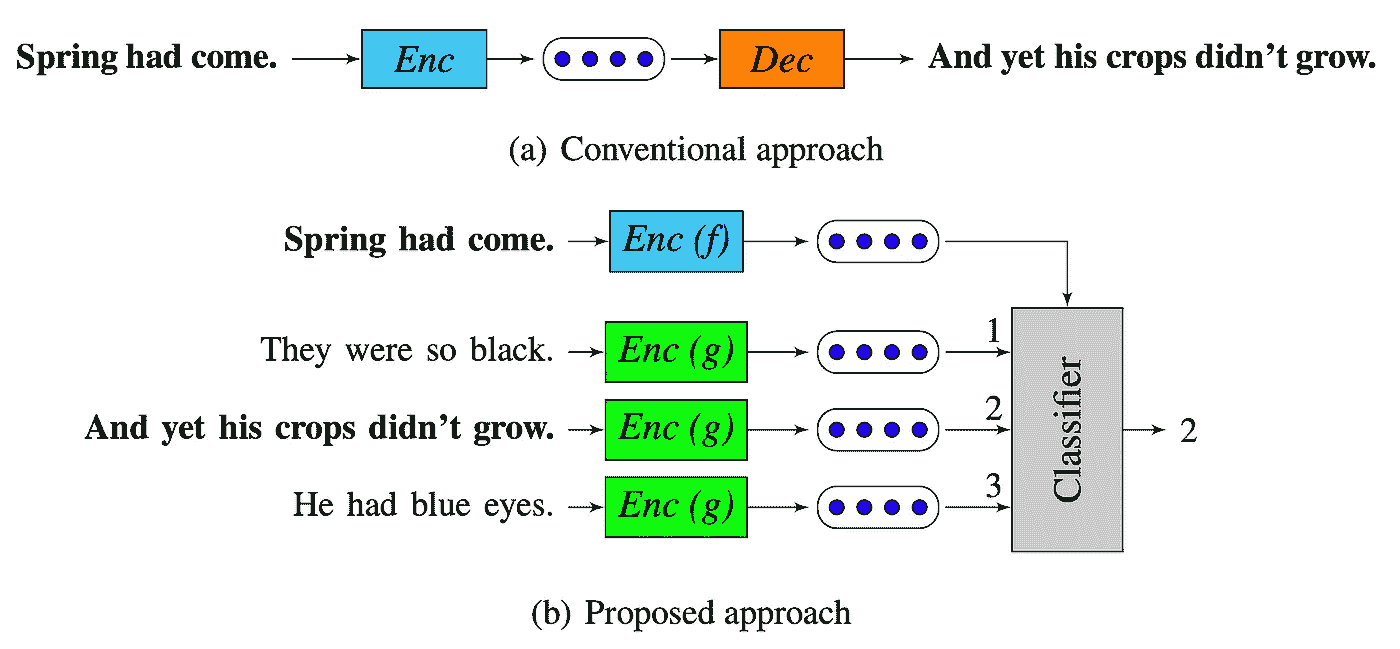 Spring had come. Enc Dec And yet his crops didn't grow.
(a) Conventional approach
Spring had come. Enc (f)
They were so black. Enc (g) 1
And yet his crops didn't grow. Enc (g) 2
He had blue eyes. Enc (g) 3
Classifier
2
(b) Proposed approach